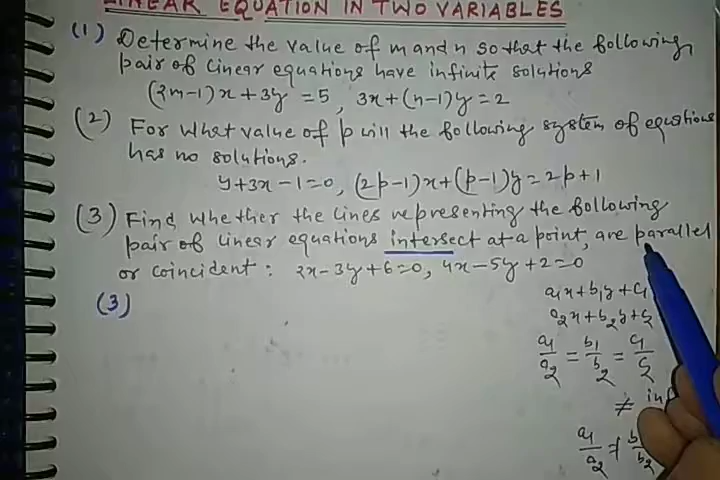 LINEAR EQUATION IN TWO VARIABLES
(1) Determine the value of m and n so that the following
pair of linear equations have infinite solutions
(2m-1)x+3y=5, 3x+(n-1)y=2
(2) For what value of p will the following system of equations
has no solutions.
y+3x-1=0, (2p-1)x+(p-1)y=2p+1
(3) Find whether the lines representing the following
pair of linear equations intersect at a point, are parallel
or coincident: 2x-3y+6=0, 4x-5y+2=0
(3)
a₁x+b₁y+c₁
a₂x+b₂y+c₂
a₁/a₂ = b₁/b₂ = c₁/c₂
≠
a₁/a₂ ≠ b₁/b₂